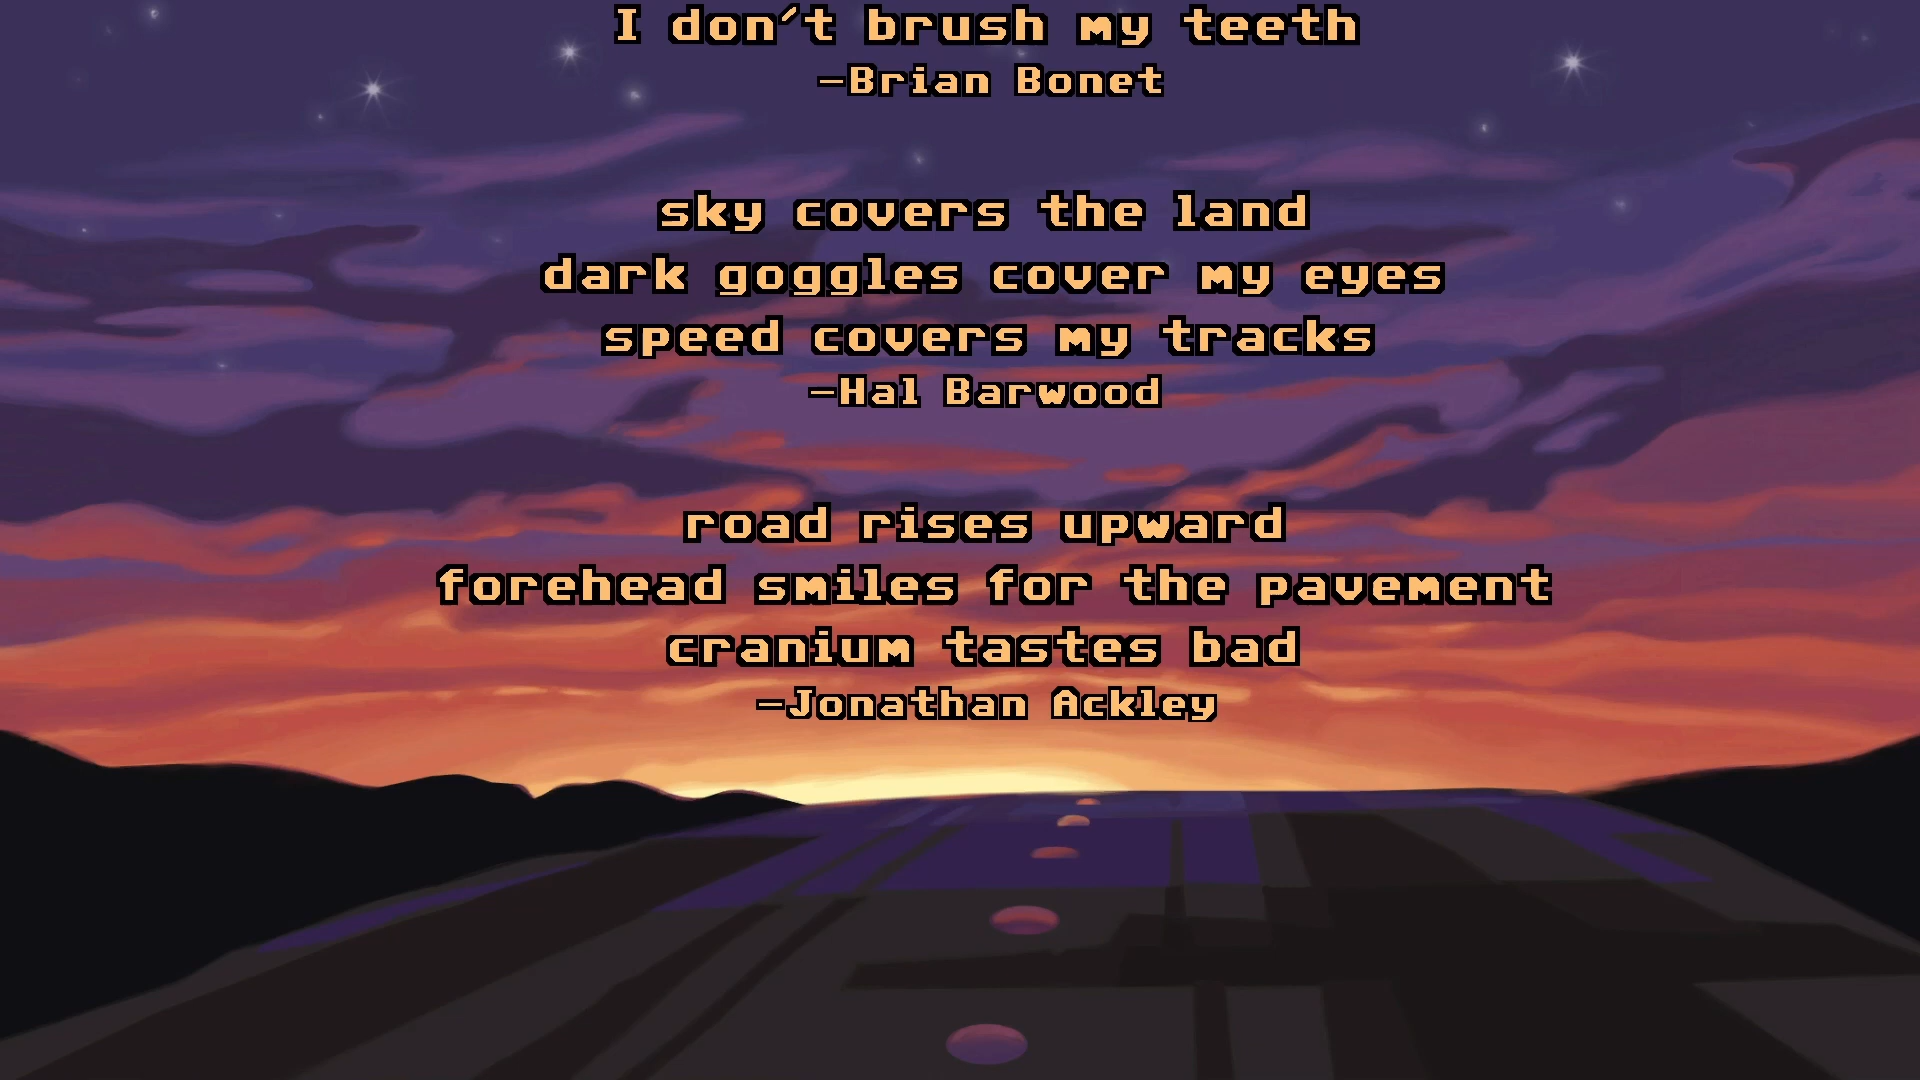 I don't brush my teeth
-Brian Bonet
sky covers the land
dark goggles cover my eyes
speed covers my tracks
-Hal Barwood
road rises upward
forehead smiles for the pavement
cranium tastes bad
-Jonathan Ackley